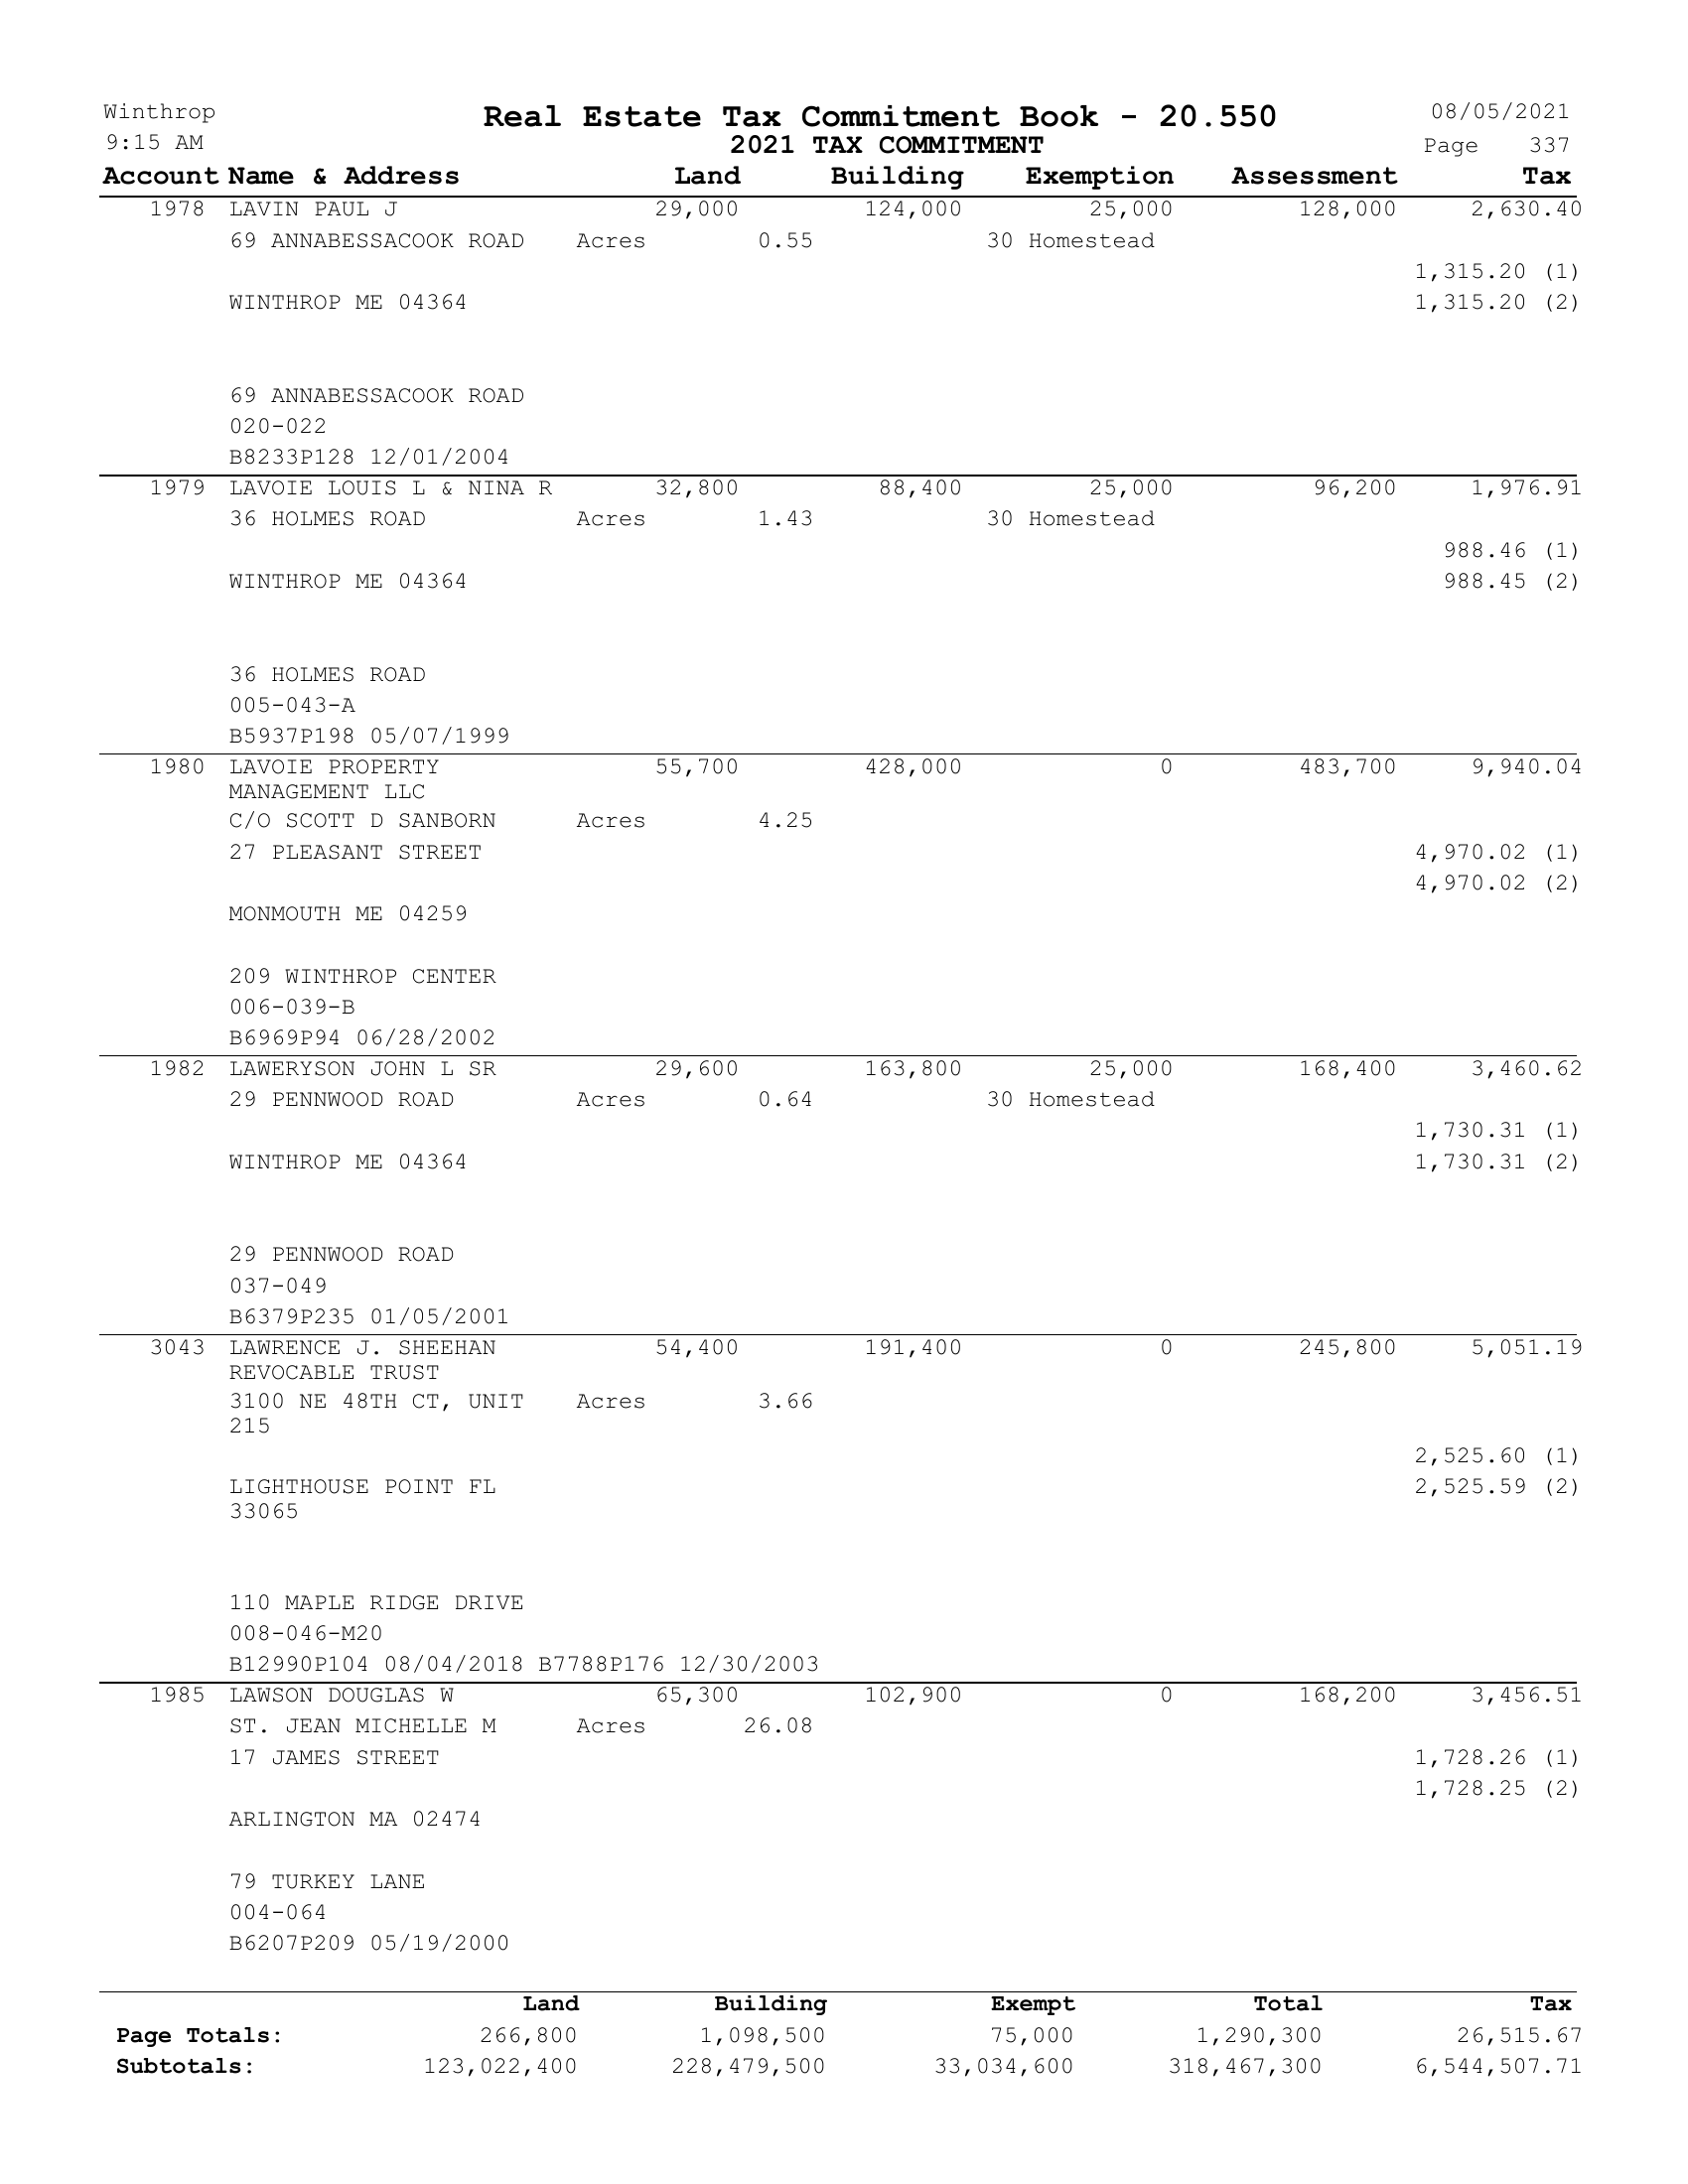 Winthrop Real Estate Tax Commitment Book - 20.550 08/05/2021
9:15 AM 2021 TAX COMMITMENT Page 337
Account Name & Address Land Building Exemption Assessment Tax
1978 LAVIN PAUL J 29,000 124,000 25,000 128,000 2,630.40
69 ANNABESSACOOK ROAD Acres 0.55 30 Homestead
1,315.20 (1)
WINTHROP ME 04364 1,315.20 (2)
69 ANNABESSACOOK ROAD
020-022
B8233P128 12/01/2004
1979 LAVOIE LOUIS L & NINA R 32,800 88,400 25,000 96,200 1,976.91
36 HOLMES ROAD Acres 1.43 30 Homestead
988.46 (1)
WINTHROP ME 04364 988.45 (2)
36 HOLMES ROAD
005-043-A
B5937P198 05/07/1999
1980 LAVOIE PROPERTY 55,700 428,000 0 483,700 9,940.04
MANAGEMENT LLC
C/O SCOTT D SANBORN Acres 4.25
27 PLEASANT STREET 4,970.02 (1)
4,970.02 (2)
MONMOUTH ME 04259
209 WINTHROP CENTER
006-039-B
B6969P94 06/28/2002
1982 LAWERYSON JOHN L SR 29,600 163,800 25,000 168,400 3,460.62
29 PENNWOOD ROAD Acres 0.64 30 Homestead
1,730.31 (1)
WINTHROP ME 04364 1,730.31 (2)
29 PENNWOOD ROAD
037-049
B6379P235 01/05/2001
3043 LAWRENCE J. SHEEHAN 54,400 191,400 0 245,800 5,051.19
REVOCABLE TRUST
3100 NE 48TH CT, UNIT Acres 3.66
215
2,525.60 (1)
LIGHTHOUSE POINT FL 2,525.59 (2)
33065
110 MAPLE RIDGE DRIVE
008-046-M20
B12990P104 08/04/2018 B7788P176 12/30/2003
1985 LAWSON DOUGLAS W 65,300 102,900 0 168,200 3,456.51
ST. JEAN MICHELLE M Acres 26.08
17 JAMES STREET 1,728.26 (1)
1,728.25 (2)
ARLINGTON MA 02474
79 TURKEY LANE
004-064
B6207P209 05/19/2000
Land Building Exempt Total Tax
Page Totals: 266,800 1,098,500 75,000 1,290,300 26,515.67
Subtotals: 123,022,400 228,479,500 33,034,600 318,467,300 6,544,507.71